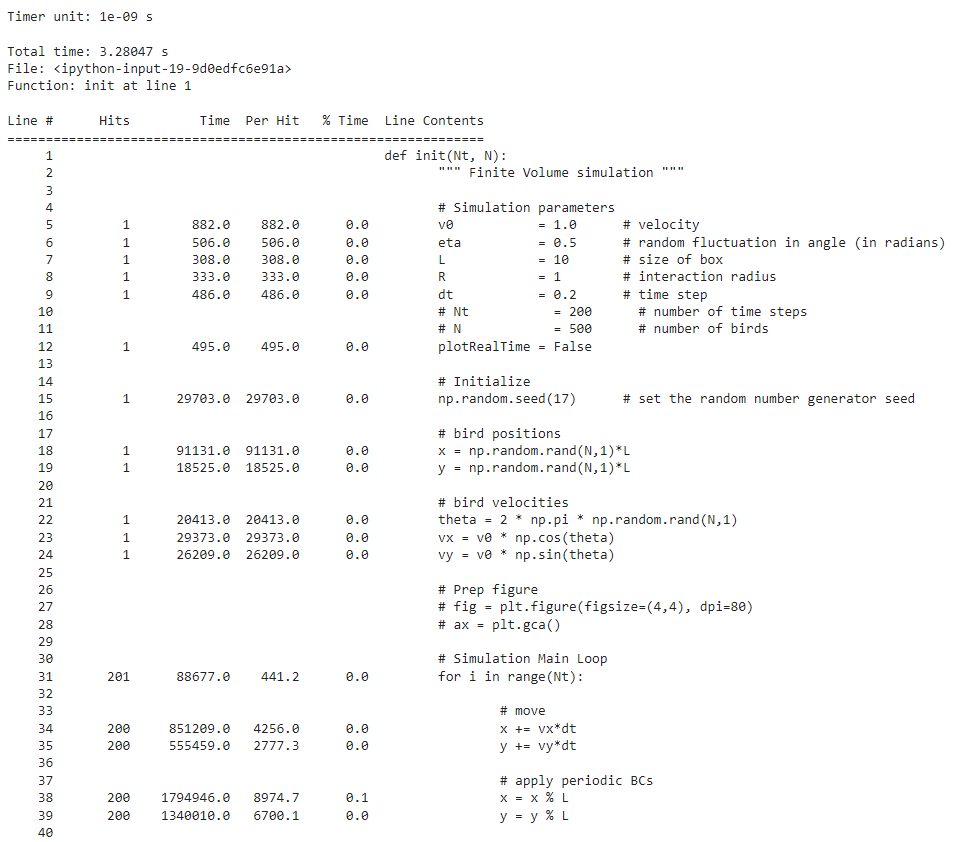 Timer unit: 1e-09 s

Total time: 3.28047 s
File: <ipython-input-19-9d0edfc6e91a>
Function: init at line 1

Line #      Hits         Time  Per Hit   % Time  Line Contents
==============================================================
     1                                           def init(Nt, N):
     2                                                  """ Finite Volume simulation """
     3
     4                                                  # Simulation parameters
     5         1        882.0    882.0      0.0         v0           = 1.0      # velocity
     6         1        506.0    506.0      0.0         eta          = 0.5      # random fluctuation in angle (in radians)
     7         1        308.0    308.0      0.0         L            = 10       # size of box
     8         1        333.0    333.0      0.0         R            = 1        # interaction radius
     9         1        486.0    486.0      0.0         dt           = 0.2      # time step
    10                                                  # Nt           = 200      # number of time steps
    11                                                  # N            = 500      # number of birds
    12         1        495.0    495.0      0.0         plotRealTime = False
    13
    14                                                  # Initialize
    15         1      29703.0  29703.0      0.0         np.random.seed(17)      # set the random number generator seed
    16
    17                                                  # bird positions
    18         1      91131.0  91131.0      0.0         x = np.random.rand(N,1)*L
    19         1      18525.0  18525.0      0.0         y = np.random.rand(N,1)*L
    20
    21                                                  # bird velocities
    22         1      20413.0  20413.0      0.0         theta = 2 * np.pi * np.random.rand(N,1)
    23         1      29373.0  29373.0      0.0         vx = v0 * np.cos(theta)
    24         1      26209.0  26209.0      0.0         vy = v0 * np.sin(theta)
    25
    26                                                  # Prep figure
    27                                                  # fig = plt.figure(figsize=(4,4), dpi=80)
    28                                                  # ax = plt.gca()
    29
    30                                                  # Simulation Main Loop
    31       201      88677.0    441.2      0.0         for i in range(Nt):
    32
    33                                                          # move
    34       200     851209.0   4256.0      0.0                 x += vx*dt
    35       200     555459.0   2777.3      0.0                 y += vy*dt
    36
    37                                                          # apply periodic BCs
    38       200    1794946.0   8974.7      0.1                 x = x % L
    39       200    1340010.0   6700.1      0.0                 y = y % L
    40